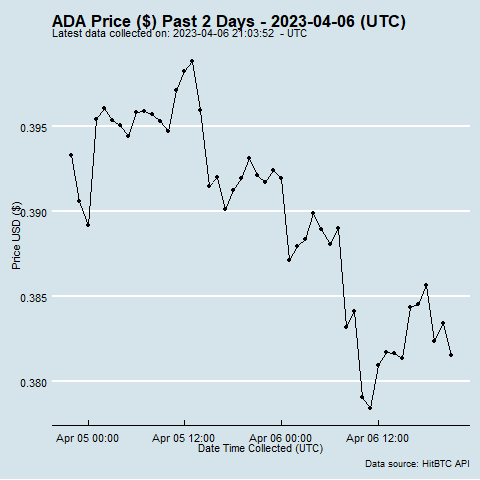 ADA Price ($) Past 2 Days - 2023-04-06 (UTC)
Latest data collected on: 2023-04-06 21:03:52 - UTC
Price USD ($)
0.395
0.390
0.385
0.380
Apr 05 00:00 Apr 05 12:00 Apr 06 00:00 Apr 06 12:00
Date Time Collected (UTC)
Data source: HitBTC API